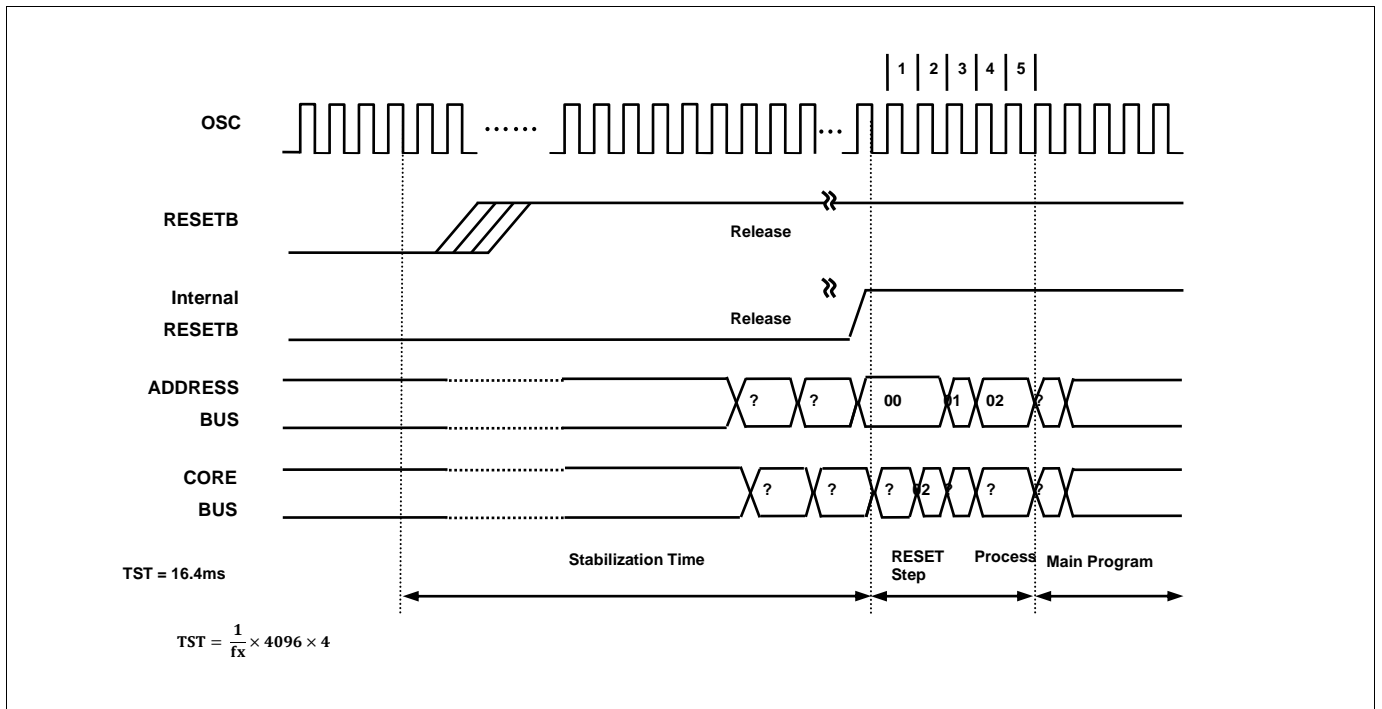 1 2 3 4 5
OSC
RESETB
Release
Internal
RESETB
Release
ADDRESS
BUS
? ? 00 01 02 ?
CORE
BUS
? ? ? 02 ? ? ?
Stabilization Time
RESET Process
Step
Main Program
TST = 16.4ms
TST = 1/fx × 4096 × 4